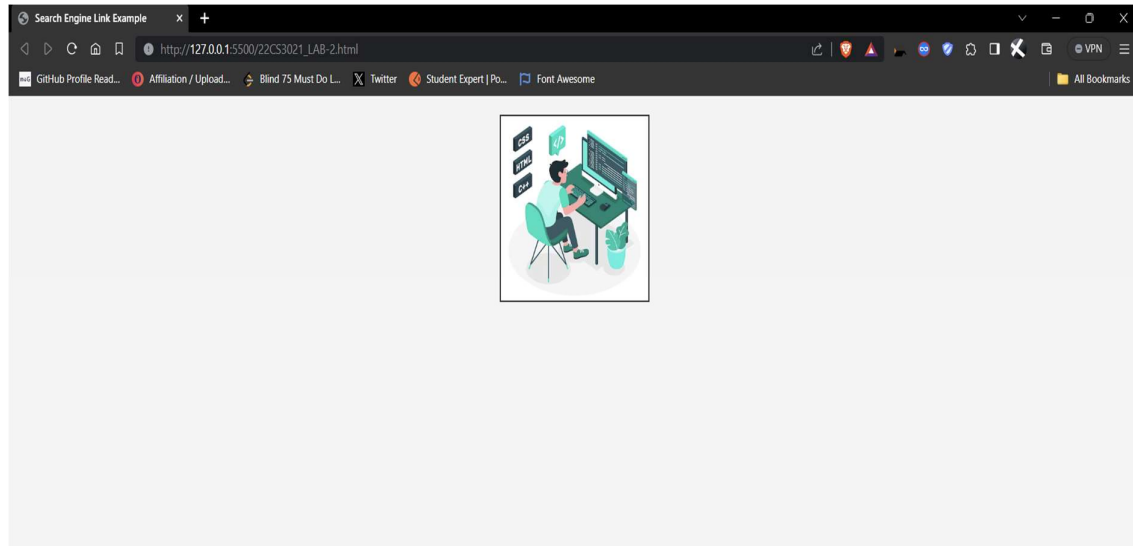 Search Engine Link Example
http://127.0.0.1:5500/22CS3021_LAB-2.html
VPN
GitHub Profile Read... Affiliation / Upload... Blind 75 Must Do L... Twitter Student Expert | Po... Font Awesome All Bookmarks
CSS
HTML
C++